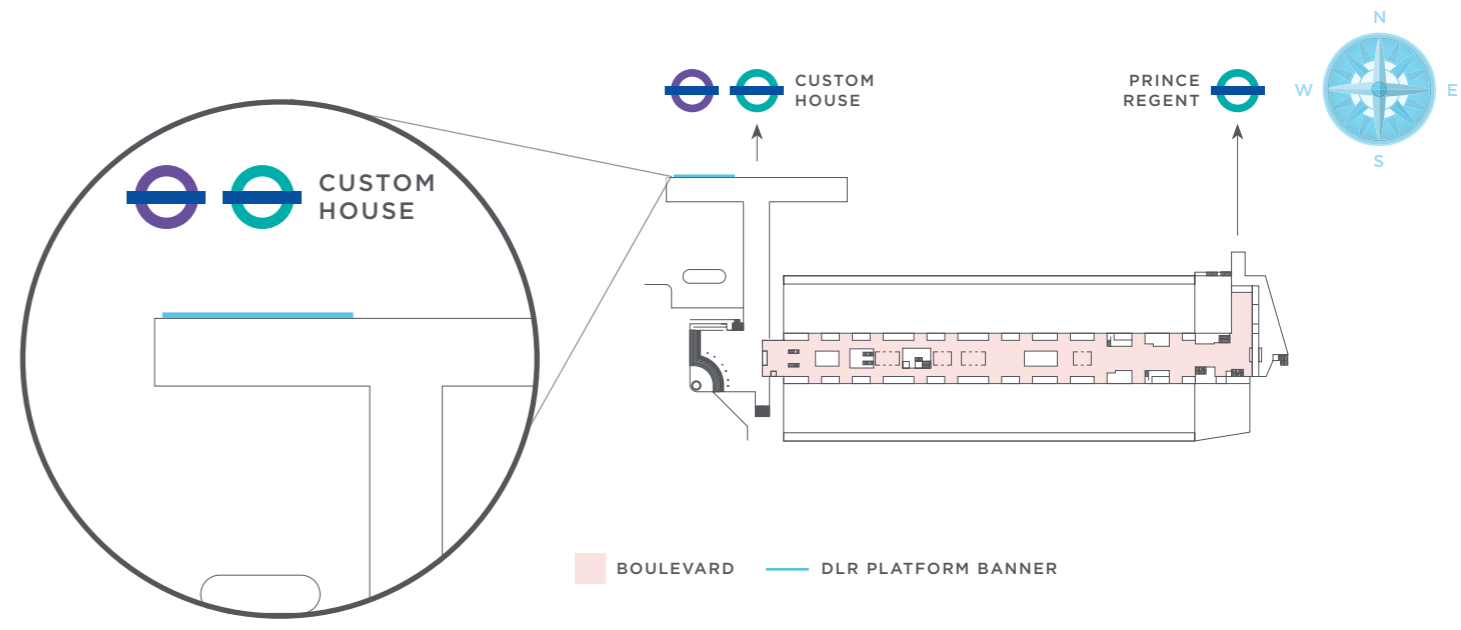 CUSTOM
HOUSE
CUSTOM
HOUSE
PRINCE
REGENT
N
W
E
S
BOULEVARD
DLR PLATFORM BANNER